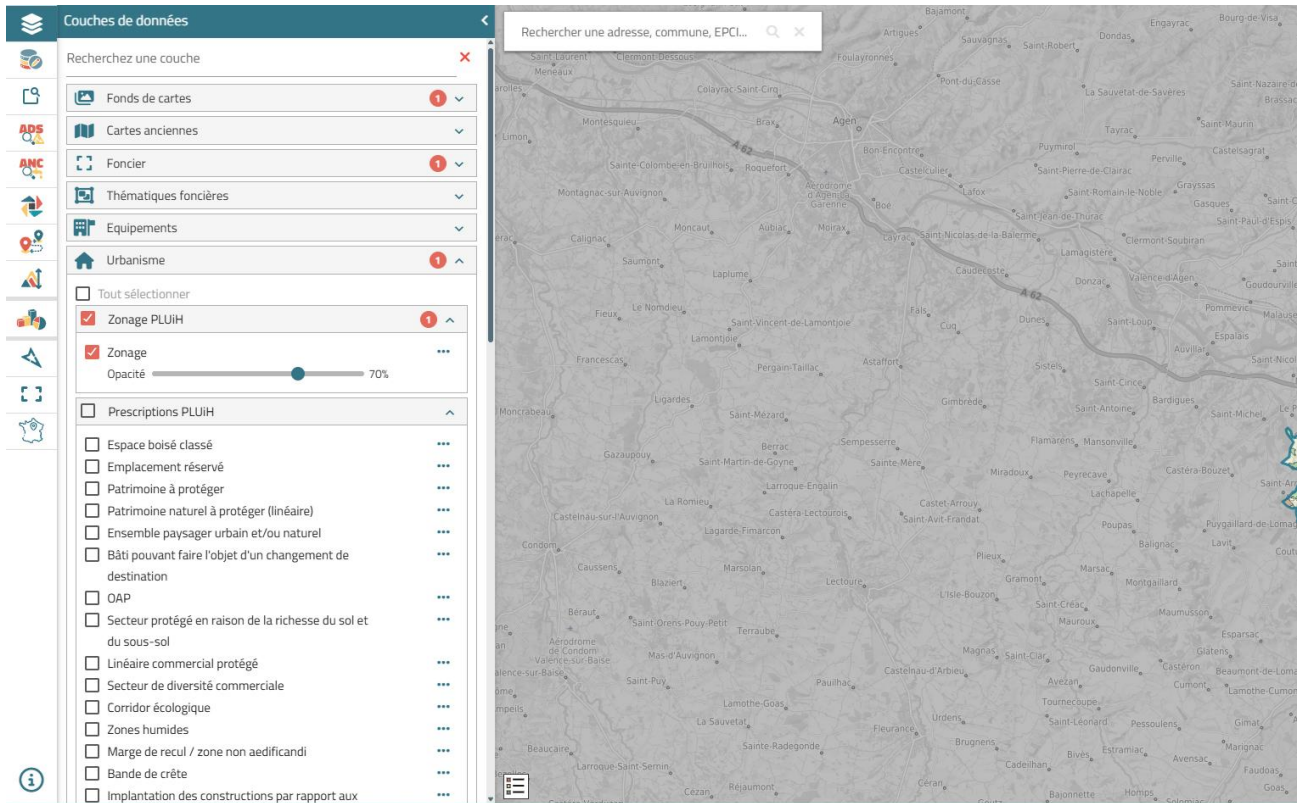 Couches de données
Recherchez une couche
Fonds de cartes
1
Cartes anciennes
Foncier
1
Thématiques foncières
Equipements
Urbanisme
1
Tout sélectionner
Zonage PLUiH
1
Zonage
Opacité
70%
Prescriptions PLUiH
Espace boisé classé
Emplacement réservé
Patrimoine à protéger
Patrimoine naturel à protéger (linéaire)
Ensemble paysager urbain et/ou naturel
Bâti pouvant faire l'objet d'un changement de
destination
OAP
Secteur protégé en raison de la richesse du sol et
du sous-sol
Linéaire commercial protégé
Secteur de diversité commerciale
Corridor écologique
Zones humides
Marge de recul / zone non aedificandi
Bande de crête
Implantation des constructions par rapport aux
ADS
ANC
Rechercher une adresse, commune, EPCI...
Bajamont
Engayrac
Bourg-de-Visa
Artigues
Sauvagnas
Saint-Robert
Dondas
Saint-Laurent
Clermont-Dessous
Foulayronnes
Meneaux
Pont-du-Casse
Saint-Nazaire-d
Colayrac-Saint-Cirq
La Sauvetat-de-Savères
Brassac
Montesquieu
Brax
Agen
Tayrac
Saint-Maurin
Limon
A 62
Bon-Encontre
Puymirol
Perville
Castelsagrat
Sainte-Colombe-en-Bruilhois
Roquefort
Castelculier
Saint-Pierre-de-Clairac
Montagnac-sur-Auvignon
Aérodrome
d'Agen-La
Garenne
Boé
Lafox
Saint-Romain-le-Noble
Grayssas
Gasques
Saint-Jean-de-Thurac
Saint-Paul-d'Espis
Calignac
Moncaut
Aubiac
Moirax
Layrac
Saint-Nicolas-de-la-Balerme
Clermont-Soubiran
Saumont
Lamagistère
Laplume
Caudecoste
Donzac
Valence-d'Agen
Goudourville
A 62
Fieux
Le Nomdieu
Fals
Cuq
Dunes
Saint-Loup
Pommevic
Malause
Saint-Vincent-de-Lamontjoie
Espalais
Lamontjoie
Auvillar
Saint-Nicol
Francescas
Pergain-Taillac
Astaffort
Sistels
Saint-Cirice
Ligardes
Gimbrède
Bardigues
Moncrabeau
Saint-Mézard
Saint-Antoine
Saint-Michel
Le P
Berrac
Sempesserre
Flamarens
Mansonville
Gazaupouy
Saint-Martin-de-Goyne
Sainte-Mère
Miradoux
Peyrecave
Castéra-Bouzet
Larroque-Engalin
Lachapelle
Saint-Ar
La Romieu
Castet-Arrouy
Castelnau-sur-l'Auvignon
Castéra-Lectourois
Saint-Avit-Frandat
Poupas
Puygaillard-de-Lomag
Lagarde-Fimarcon
Condom
Balignac
Lavit
Plieux
Caussens
Marsolan
Marsac
Blaziert
Lectoure
Gramont
Montgaillard
L'Isle-Bouzon
Béraut
Saint-Créac
Maumusson
Saint-Orens-Pouy-Petit
Mauroux
Aérodrome
de Condom
Valence-sur-Baïse
Terraube
Esparsac
Mas-d'Auvignon
Magnas
Saint-Clar
Glatens
Castelnau-d'Arbieu
Gaudonville
Castéron
Beaumont-de-Loma
Saint-Puy
Pauilhac
Avezan
Cumont
Lamothe-Cumon
Lamothe-Goas
Tournecoupe
La Sauvetat
Urdens
Saint-Léonard
Pessoulens
Gimat
Fleurance
Beaucaire
Sainte-Radegonde
Brugnens
Bives
Estramiac
Marignac
Larroque-Saint-Sernin
Cadeilhan
Avensac
Faudoas
Céran
Cézan
Réjaumont
Bajonnette
Homps
Goas